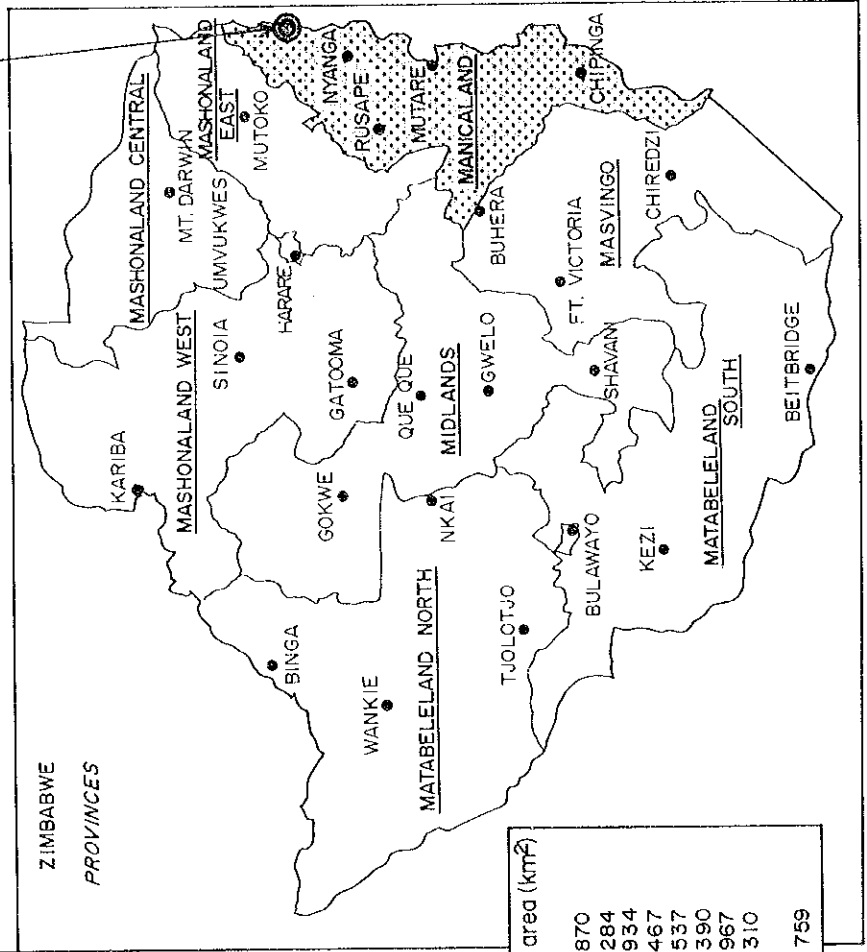 ZIMBABWE
PROVINCES
KARIBA
MASHONALAND CENTRAL
MT. DARWIN
MASHONALAND WEST
UMVUKWES
MASHONALAND
EAST
MUTOKO
SINOIA
HARARE
BINGA
GOKWE
GATOOMA
NYANGA
RUSAPE
WANKIE
NKAI
QUE QUE
MUTARE
MATABELELAND NORTH
MIDLANDS
MANICALAND
GWELO
BUHERA
TJOLOTJO
CHIPINGA
BULAWAYO
SHAVANI
FT. VICTORIA
MASVINGO
KEZI
CHIREDZI
MATABELELAND
SOUTH
BEITBRIDGE
area (km²)
870
284
934
467
537
390
967
310
759